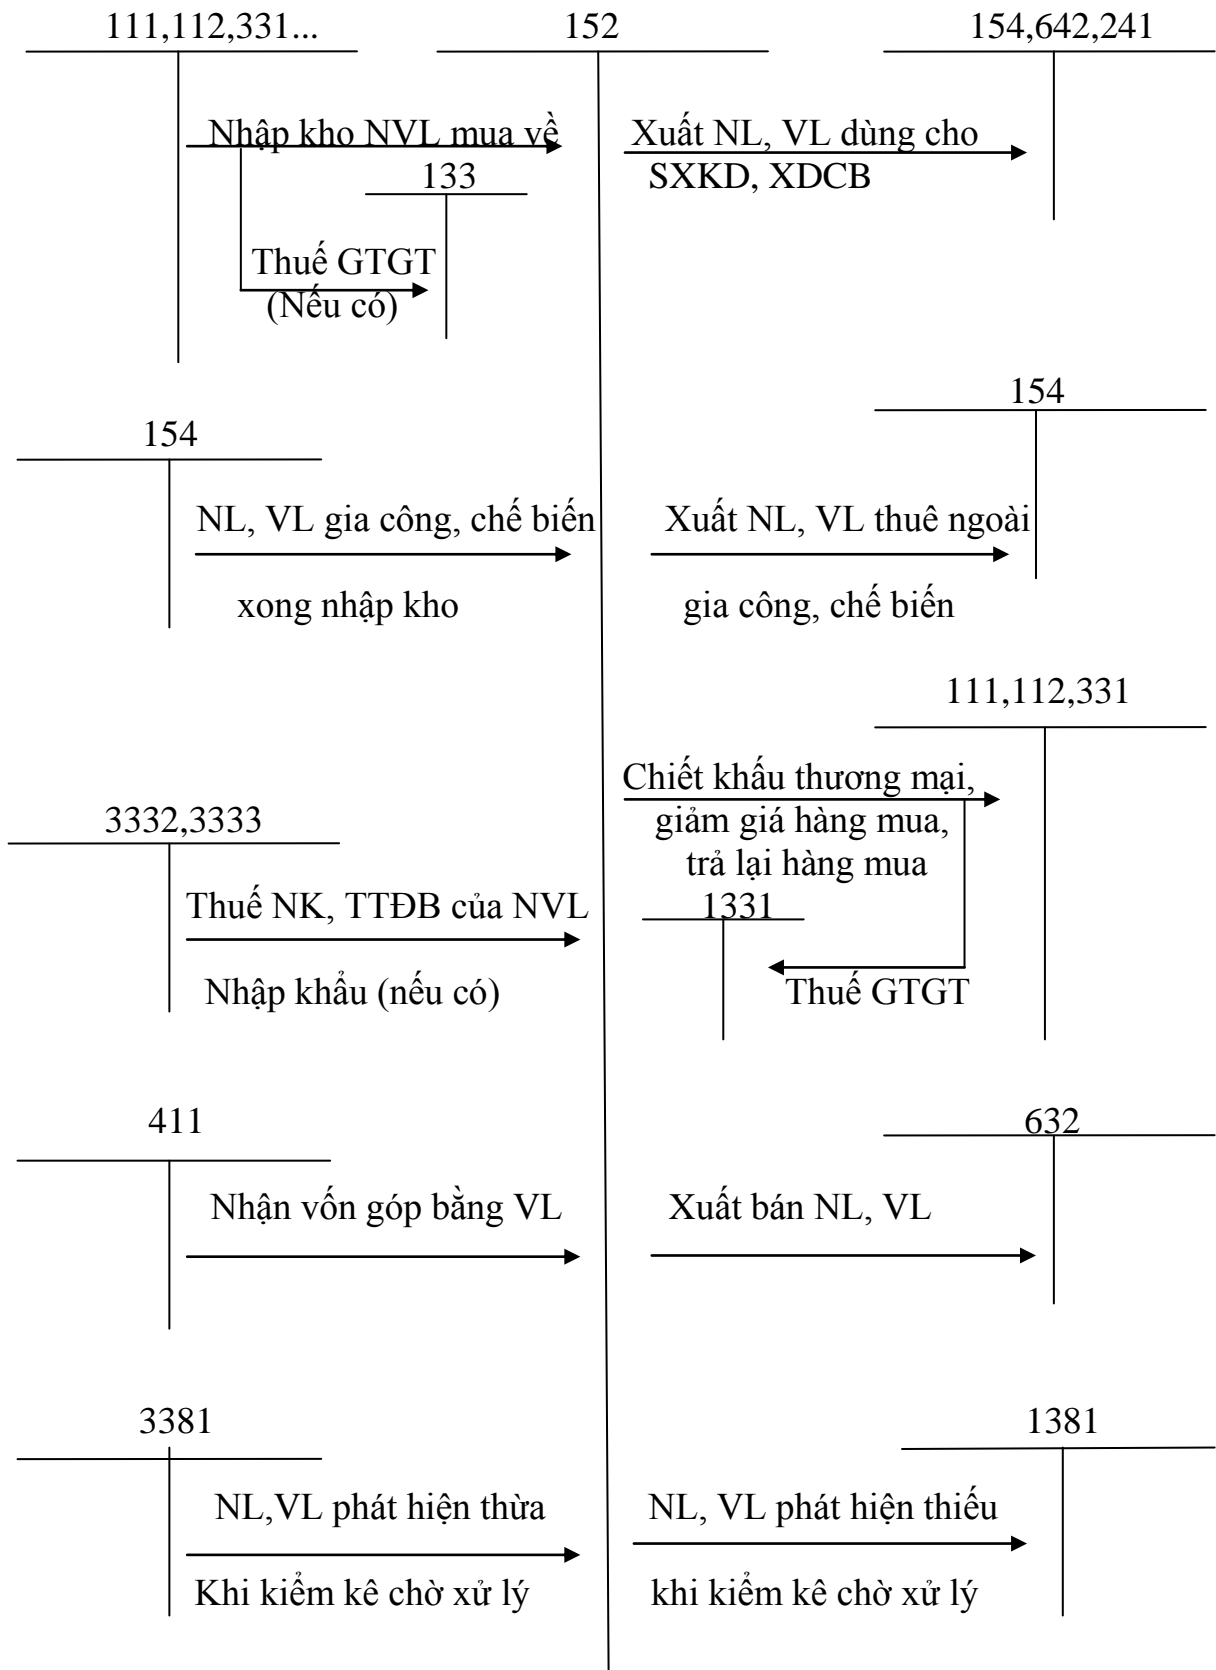 111,112,331...
152
154,642,241
Nhập kho NVL mua về
Xuất NL, VL dùng cho
SXKD, XDCB
133
Thuế GTGT
(Nếu có)
154
154
NL, VL gia công, chế biến
xong nhập kho
Xuất NL, VL thuê ngoài
gia công, chế biến
111,112,331
Chiết khấu thương mại,
giảm giá hàng mua,
trả lại hàng mua
1331
Thuế GTGT
3332,3333
Thuế NK, TTĐB của NVL
Nhập khẩu (nếu có)
411
632
Nhận vốn góp bằng VL
Xuất bán NL, VL
3381
1381
NL,VL phát hiện thừa
Khi kiểm kê chờ xử lý
NL, VL phát hiện thiếu
khi kiểm kê chờ xử lý